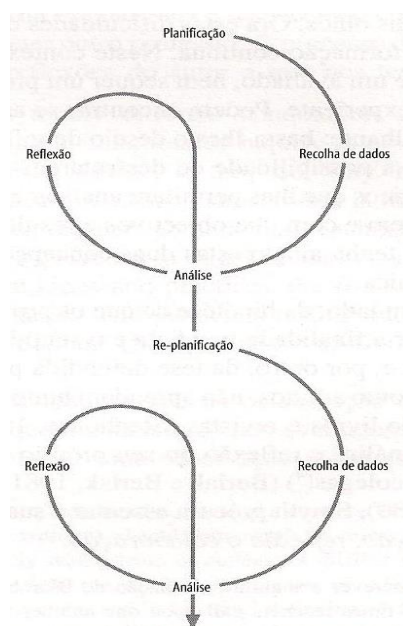 Planificação
Reflexão
Recolha de dados
Análise
Re-planificação
Reflexão
Recolha de dados
Análise